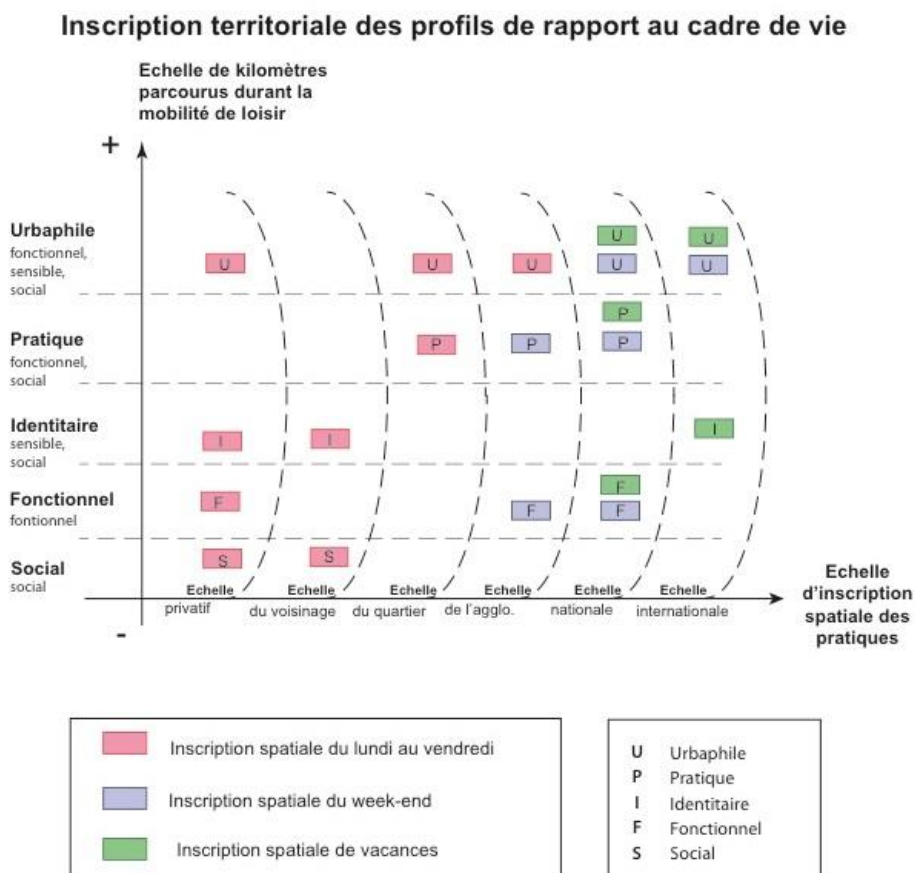 Inscription territoriale des profils de rapport au cadre de vie
Echelle de kilomètres
parcourus durant la
mobilité de loisir
+
Urbaphile
fonctionnel,
sensible,
social
U U U U U
U U
Pratique
fonctionnel,
social
P
P P P
Identitaire
sensible,
social
I I I
Fonctionnel
fontionnel
F F
F F
Social
social
S S
Echelle Echelle Echelle Echelle Echelle Echelle
privatif du voisinage du quartier de l'agglo. nationale internationale
-
Echelle
d'inscription
spatiale des
pratiques
Inscription spatiale du lundi au vendredi
Inscription spatiale du week-end
Inscription spatiale de vacances
U Urbaphile
P Pratique
I Identitaire
F Fonctionnel
S Social